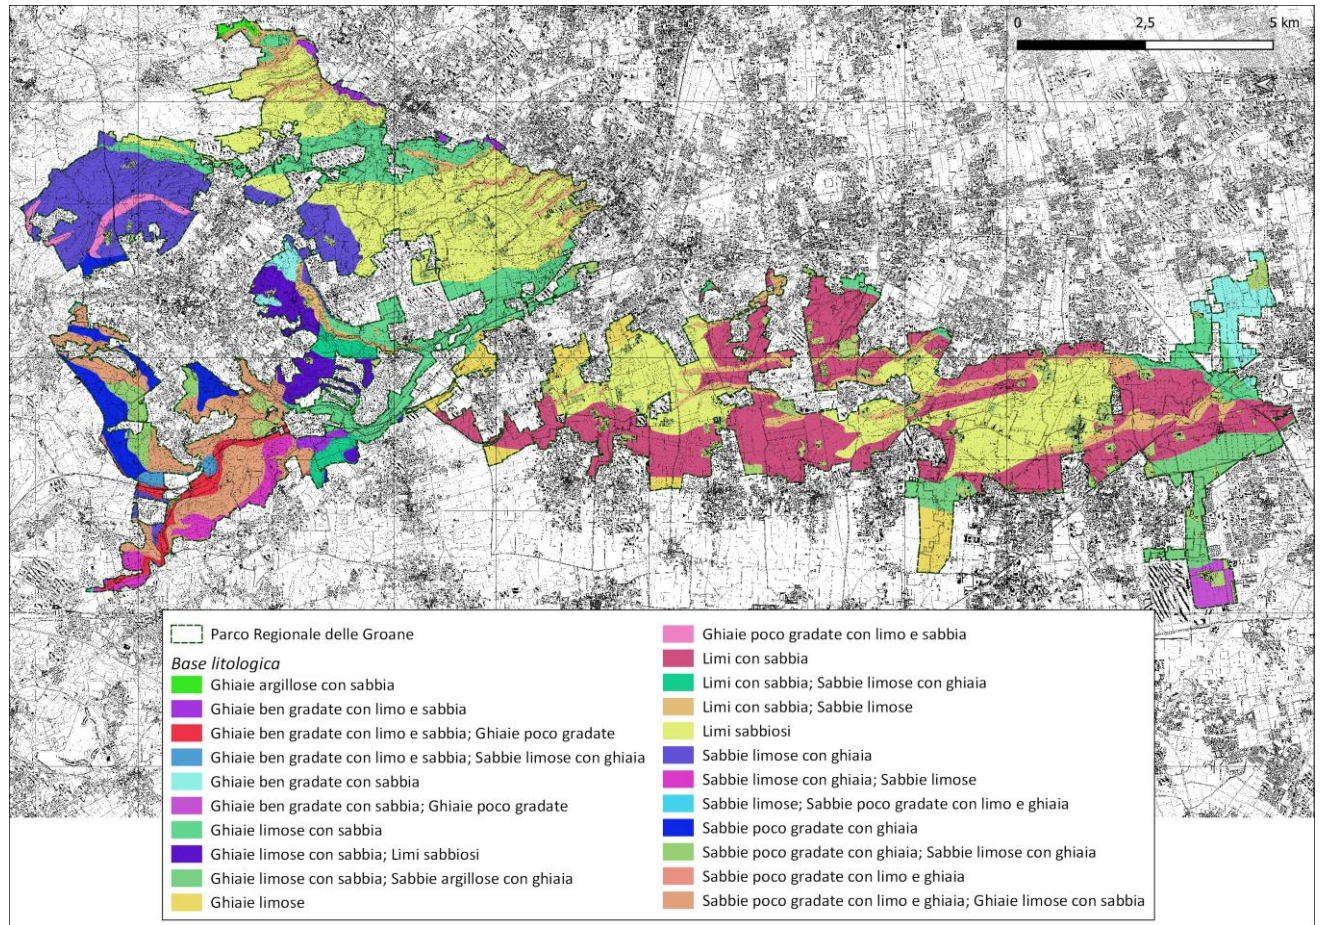 0 2,5 5 km
Parco Regionale delle Groane
Base litologica
Ghiaie argillose con sabbia
Ghiaie ben gradate con limo e sabbia
Ghiaie ben gradate con limo e sabbia; Ghiaie poco gradate
Ghiaie ben gradate con limo e sabbia; Sabbie limose con ghiaia
Ghiaie ben gradate con sabbia
Ghiaie ben gradate con sabbia; Ghiaie poco gradate
Ghiaie limose con sabbia
Ghiaie limose con sabbia; Limi sabbiosi
Ghiaie limose con sabbia; Sabbie argillose con ghiaia
Ghiaie limose
Ghiaie poco gradate con limo e sabbia
Limi con sabbia
Limi con sabbia; Sabbie limose con ghiaia
Limi con sabbia; Sabbie limose
Limi sabbiosi
Sabbie limose con ghiaia
Sabbie limose con ghiaia; Sabbie limose
Sabbie limose; Sabbie poco gradate con limo e ghiaia
Sabbie poco gradate con ghiaia
Sabbie poco gradate con ghiaia; Sabbie limose con ghiaia
Sabbie poco gradate con limo e ghiaia
Sabbie poco gradate con limo e ghiaia; Ghiaie limose con sabbia